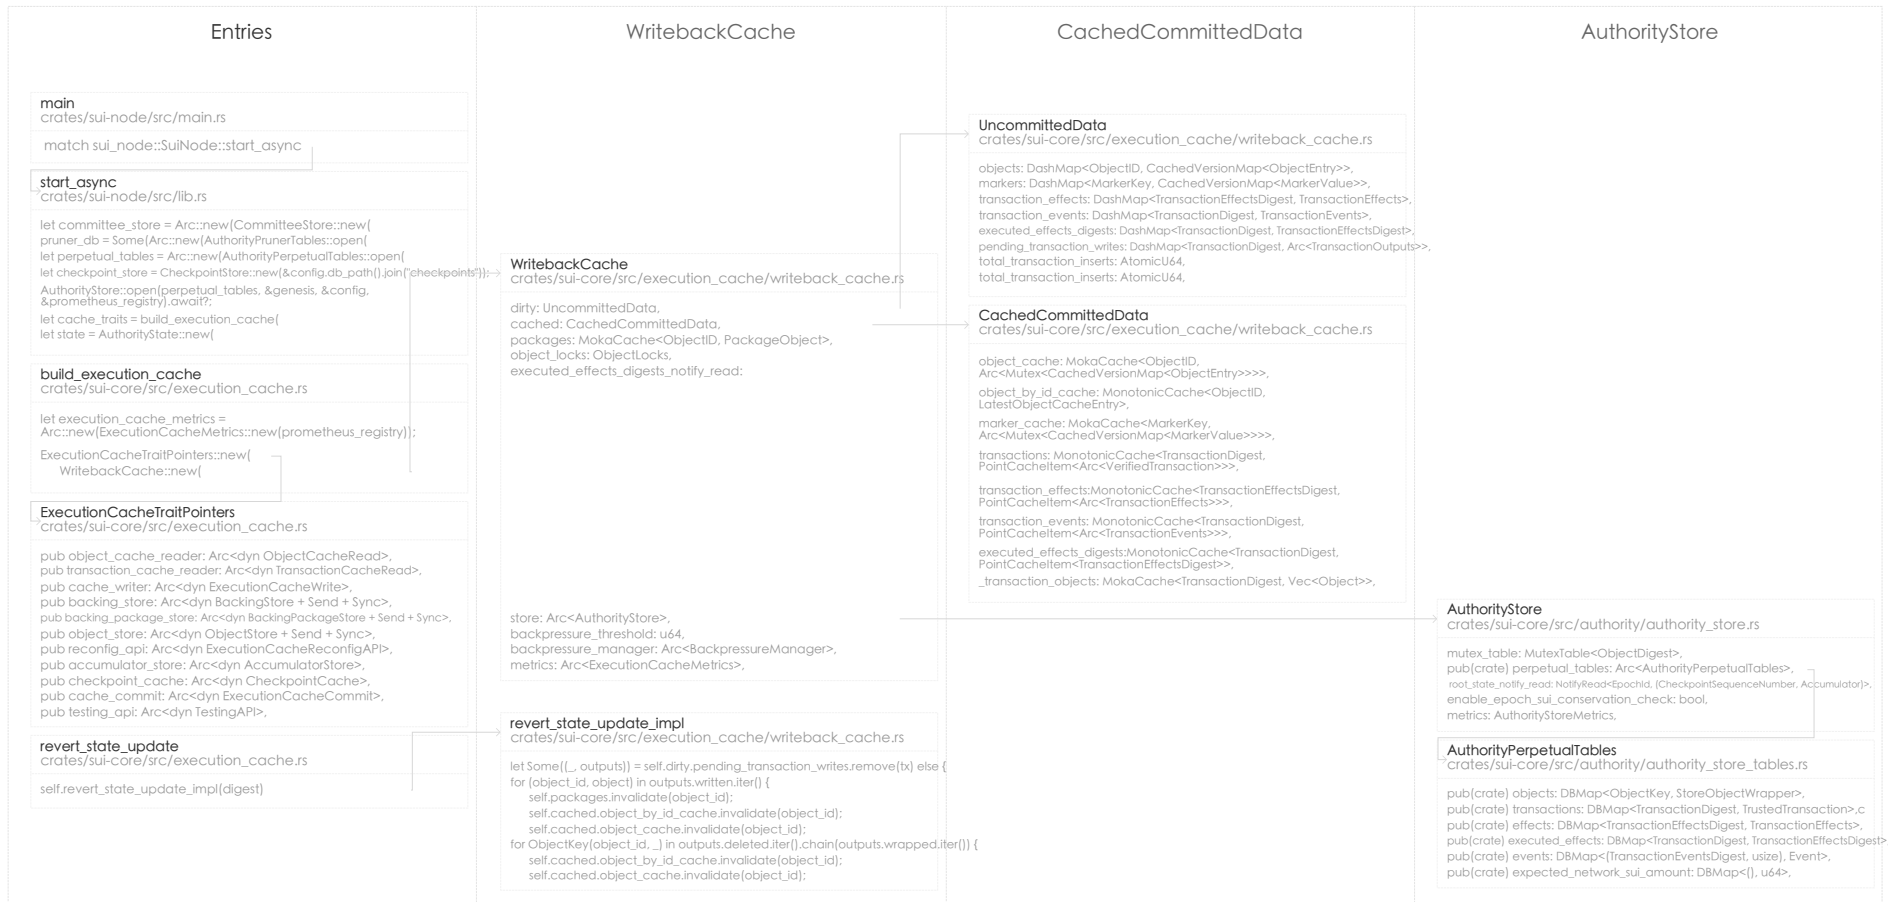 Entries
main
crates/sui-node/src/main.rs
match sui_node::SuiNode::start_async
start_async
crates/sui-node/src/lib.rs
let committee_store = Arc::new(CommitteeStore::new(
pruner_db = Some(Arc::new(AuthorityPrunerTables::open(
let perpetual_tables = Arc::new(AuthorityPerpetualTables::open(
let checkpoint_store = CheckpointStore::new(&config.db_path().join("checkpoints"));
AuthorityStore::open(perpetual_tables, &genesis, &config,
&prometheus_registry).await?;
let cache_traits = build_execution_cache(
let state = AuthorityState::new(
build_execution_cache
crates/sui-core/src/execution_cache.rs
let execution_cache_metrics =
Arc::new(ExecutionCacheMetrics::new(prometheus_registry));
ExecutionCacheTraitPointers::new(
WritebackCache::new(
ExecutionCacheTraitPointers
crates/sui-core/src/execution_cache.rs
pub object_cache_reader: Arc<dyn ObjectCacheRead>,
pub transaction_cache_reader: Arc<dyn TransactionCacheRead>,
pub cache_writer: Arc<dyn ExecutionCacheWrite>,
pub backing_store: Arc<dyn BackingStore + Send + Sync>,
pub backing_package_store: Arc<dyn BackingPackageStore + Send + Sync>,
pub object_store: Arc<dyn ObjectStore + Send + Sync>,
pub reconfig_api: Arc<dyn ExecutionCacheReconfigAPI>,
pub accumulator_store: Arc<dyn AccumulatorStore>,
pub checkpoint_cache: Arc<dyn CheckpointCache>,
pub cache_commit: Arc<dyn ExecutionCacheCommit>,
pub testing_api: Arc<dyn TestingAPI>,
revert_state_update
crates/sui-core/src/execution_cache.rs
self.revert_state_update_impl(digest)
WritebackCache
WritebackCache
crates/sui-core/src/execution_cache/writeback_cache.rs
dirty: UncommittedData,
cached: CachedCommittedData,
packages: MokaCache<ObjectID, PackageObject>,
object_locks: ObjectLocks,
executed_effects_digests_notify_read:
store: Arc<AuthorityStore>,
backpressure_threshold: u64,
backpressure_manager: Arc<BackpressureManager>,
metrics: Arc<ExecutionCacheMetrics>,
revert_state_update_impl
crates/sui-core/src/execution_cache/writeback_cache.rs
let Some((_, outputs)) = self.dirty.pending_transaction_writes.remove(tx) else {
for (object_id, object) in outputs.written.iter() {
self.packages.invalidate(object_id);
self.cached.object_by_id_cache.invalidate(object_id);
self.cached.object_cache.invalidate(object_id);
for ObjectKey(object_id, _) in outputs.deleted.iter().chain(outputs.wrapped.iter()) {
self.cached.object_by_id_cache.invalidate(object_id);
self.cached.object_cache.invalidate(object_id);
CachedCommittedData
UncommittedData
crates/sui-core/src/execution_cache/writeback_cache.rs
objects: DashMap<ObjectID, CachedVersionMap<ObjectEntry>>,
markers: DashMap<MarkerKey, CachedVersionMap<MarkerValue>>,
transaction_effects: DashMap<TransactionEffectsDigest, TransactionEffects>,
transaction_events: DashMap<TransactionDigest, TransactionEvents>,
executed_effects_digests: DashMap<TransactionDigest, TransactionEffectsDigest>,
pending_transaction_writes: DashMap<TransactionDigest, Arc<TransactionOutputs>>,
total_transaction_inserts: AtomicU64,
total_transaction_inserts: AtomicU64,
CachedCommittedData
crates/sui-core/src/execution_cache/writeback_cache.rs
object_cache: MokaCache<ObjectID,
Arc<Mutex<CachedVersionMap<ObjectEntry>>>>,
object_by_id_cache: MonotonicCache<ObjectID,
LatestObjectCacheEntry>,
marker_cache: MokaCache<MarkerKey,
Arc<Mutex<CachedVersionMap<MarkerValue>>>>,
transactions: MonotonicCache<TransactionDigest,
PointCacheItem<Arc<VerifiedTransaction>>>,
transaction_effects:MonotonicCache<TransactionEffectsDigest,
PointCacheItem<Arc<TransactionEffects>>>,
transaction_events: MonotonicCache<TransactionDigest,
PointCacheItem<Arc<TransactionEvents>>>,
executed_effects_digests:MonotonicCache<TransactionDigest,
PointCacheItem<TransactionEffectsDigest>>,
_transaction_objects: MokaCache<TransactionDigest, Vec<Object>>,
AuthorityStore
AuthorityStore
crates/sui-core/src/authority/authority_store.rs
mutex_table: MutexTable<ObjectDigest>,
pub(crate) perpetual_tables: Arc<AuthorityPerpetualTables>,
root_state_notify_read: NotifyRead<EpochId, (CheckpointSequenceNumber, Accumulator)>,
enable_epoch_sui_conservation_check: bool,
metrics: AuthorityStoreMetrics,
AuthorityPerpetualTables
crates/sui-core/src/authority/authority_store_tables.rs
pub(crate) objects: DBMap<ObjectKey, StoreObjectWrapper>,
pub(crate) transactions: DBMap<TransactionDigest, TrustedTransaction>,c
pub(crate) effects: DBMap<TransactionEffectsDigest, TransactionEffects>,
pub(crate) executed_effects: DBMap<TransactionDigest, TransactionEffectsDigest>
pub(crate) events: DBMap<(TransactionEventsDigest, usize), Event>,
pub(crate) expected_network_sui_amount: DBMap<(), u64>,